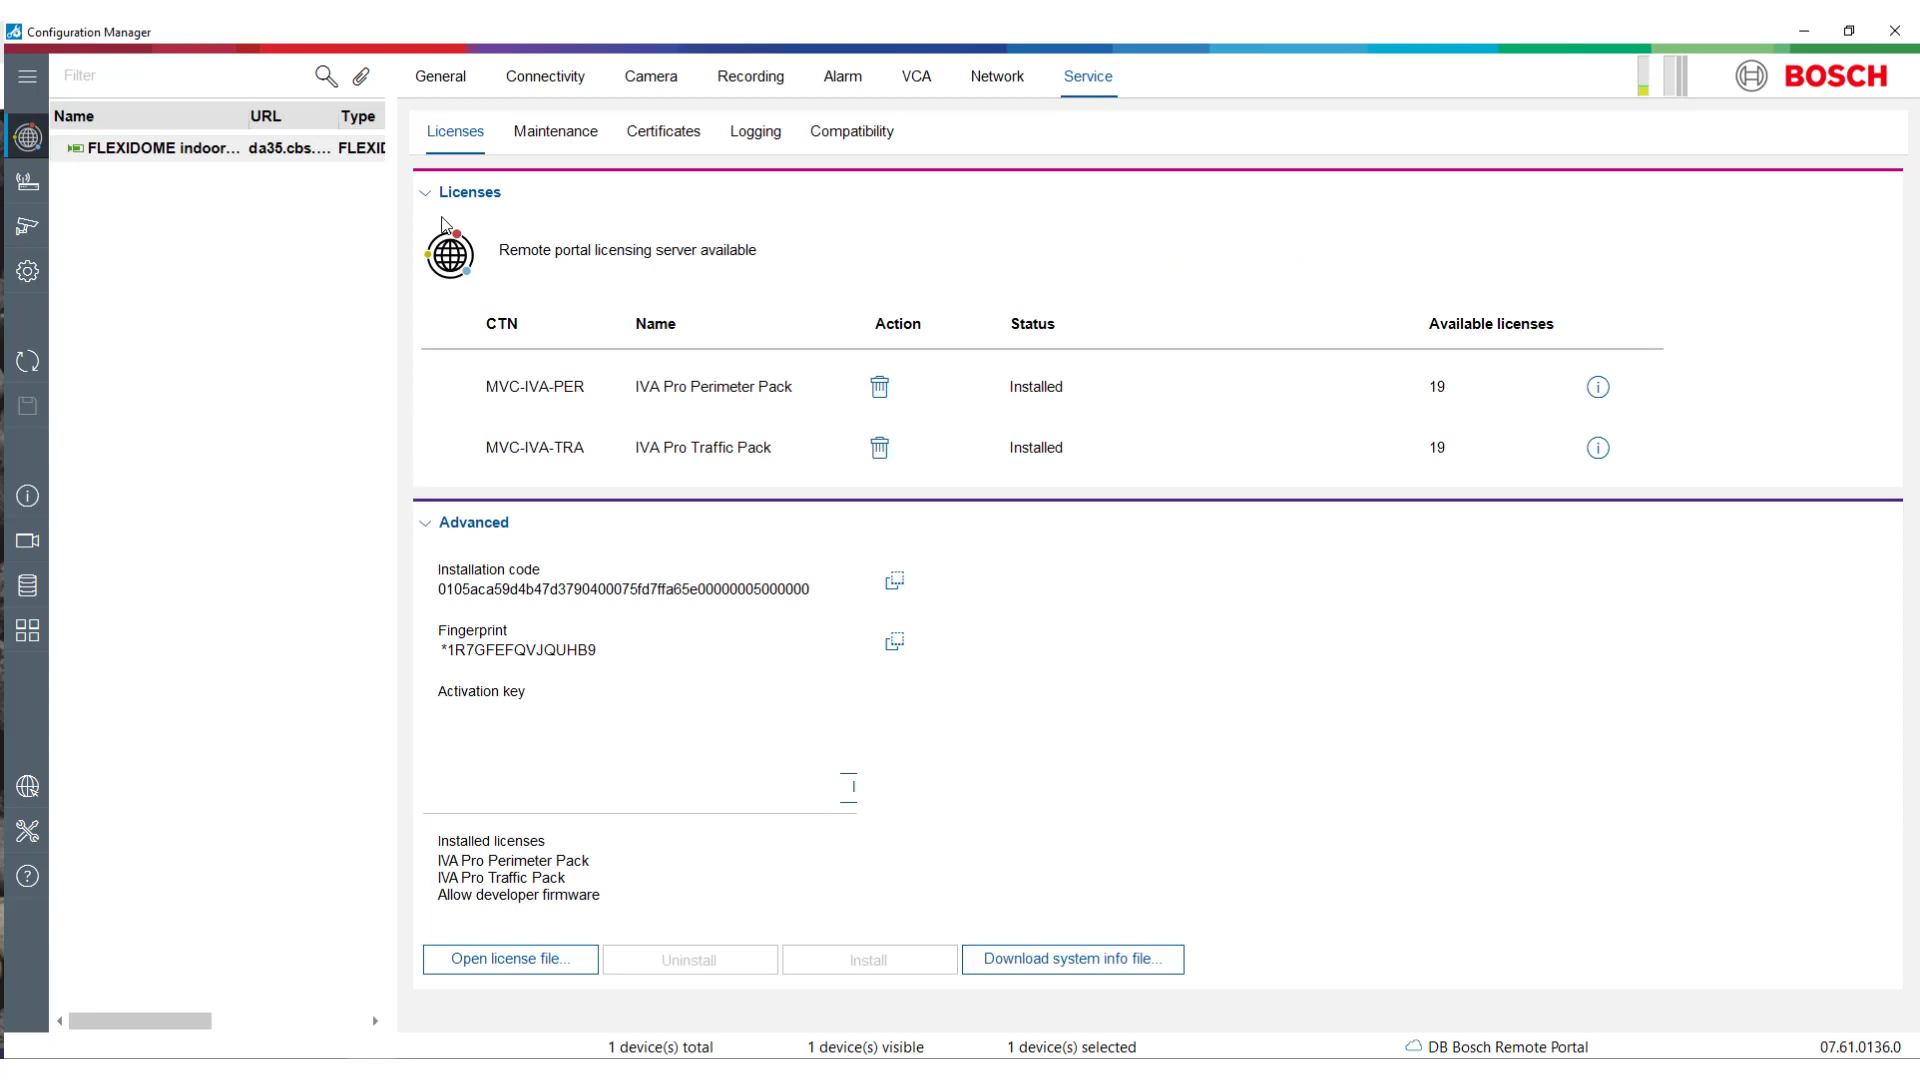 Configuration Manager
Filter
General Connectivity Camera Recording Alarm VCA Network Service
BOSCH
Name URL Type
FLEXIDOME indoor... da35.cbs.... FLEXID
Licenses Maintenance Certificates Logging Compatibility
Licenses
Remote portal licensing server available
CTN Name Action Status Available licenses
MVC-IVA-PER IVA Pro Perimeter Pack Installed 19
MVC-IVA-TRA IVA Pro Traffic Pack Installed 19
Advanced
Installation code
0105aca59d4b47d3790400075fd7ffa65e00000005000000
Fingerprint
*1R7GFEFQVJQUHB9
Activation key
Installed licenses
IVA Pro Perimeter Pack
IVA Pro Traffic Pack
Allow developer firmware
Open license file... Uninstall Install Download system info file...
1 device(s) total 1 device(s) visible 1 device(s) selected DB Bosch Remote Portal 07.61.0136.0